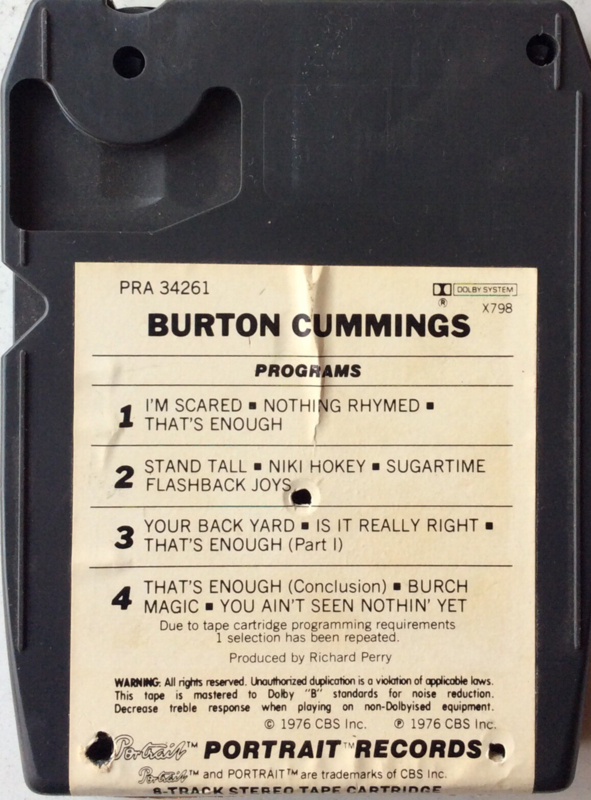 PRA 34261
DOLBY SYSTEM
®
X798
BURTON CUMMINGS
PROGRAMS
1
I'M SCARED ▪ NOTHING RHYMED ▪
THAT'S ENOUGH
2
STAND TALL ▪ NIKI HOKEY ▪ SUGARTIME
FLASHBACK JOYS
3
YOUR BACK YARD ▪ IS IT REALLY RIGHT ▪
THAT'S ENOUGH (Part I)
4
THAT'S ENOUGH (Conclusion) ▪ BURCH
MAGIC ▪ YOU AIN'T SEEN NOTHIN' YET
Due to tape cartridge programming requirements
1 selection has been repeated.
Produced by Richard Perry
WARNING: All rights reserved. Unauthorized duplication is a violation of applicable laws.
This tape is mastered to Dolby "B" standards for noise reduction.
Decrease treble response when playing on non-Dolbyised equipment.
© 1976 CBS Inc. ℗ 1976 CBS Inc.
Portrait™ PORTRAIT™ RECORDS
Portrait™ and PORTRAIT™ are trademarks of CBS Inc.
8-TRACK STEREO TAPE CARTRIDGE